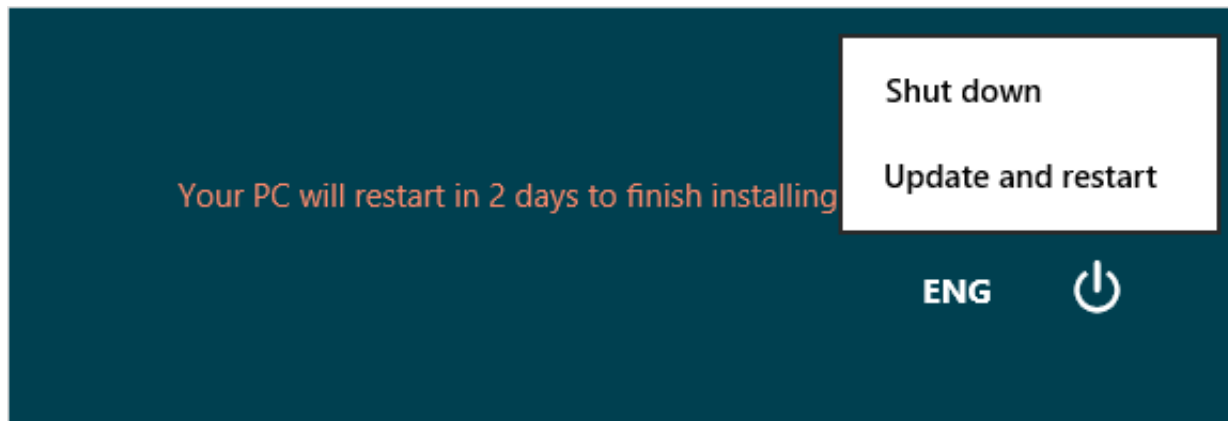 Shut down
Update and restart
Your PC will restart in 2 days to finish installing
ENG